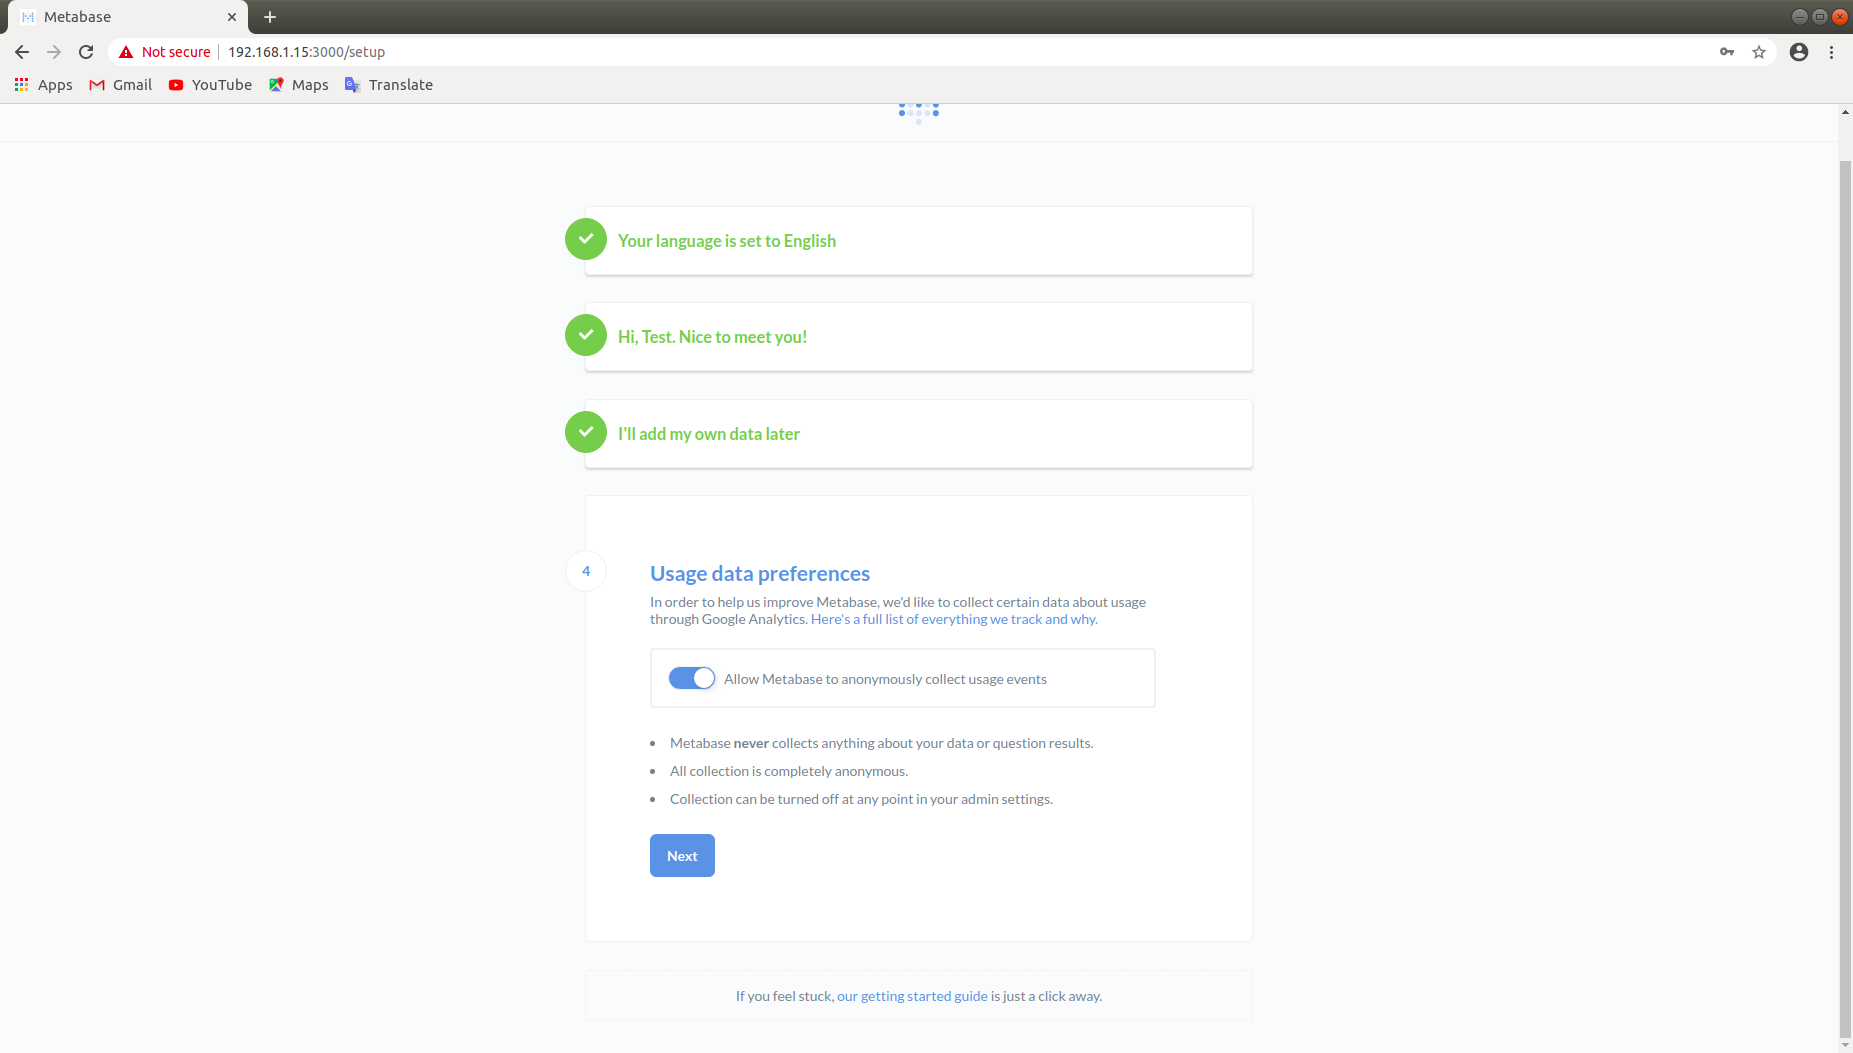 Metabase
Not secure 192.168.1.15:3000/setup
Apps Gmail YouTube Maps Translate
Your language is set to English
Hi, Test. Nice to meet you!
I'll add my own data later
4
Usage data preferences
In order to help us improve Metabase, we'd like to collect certain data about usage
through Google Analytics. Here's a full list of everything we track and why.
Allow Metabase to anonymously collect usage events
• Metabase never collects anything about your data or question results.
• All collection is completely anonymous.
• Collection can be turned off at any point in your admin settings.
Next
If you feel stuck, our getting started guide is just a click away.